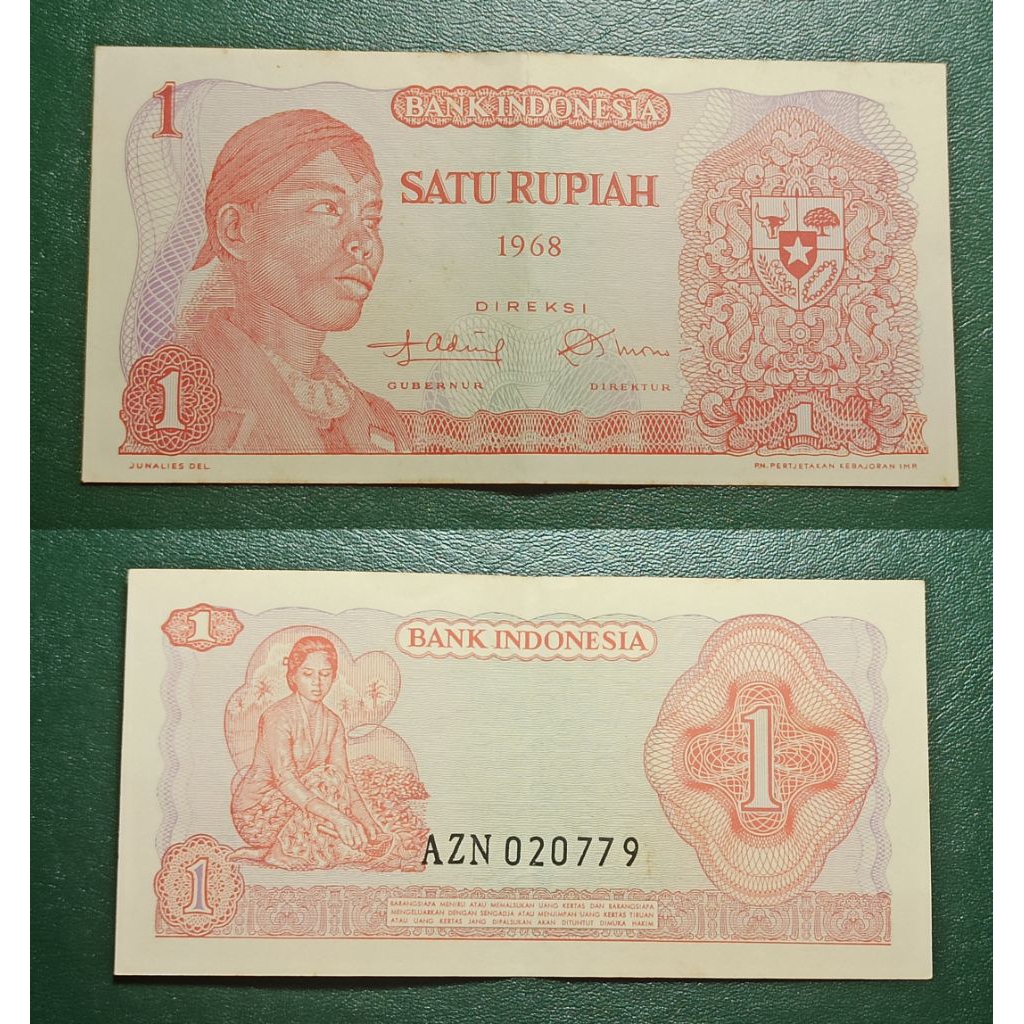 1
BANK INDONESIA
SATU RUPIAH
1968
DIREKSI
GUBERNUR DIREKTUR
1
1
JUNALIES DEL.
P.N. PERTJETAKAN KEBAJORAN IMP.
1
BANK INDONESIA
1
AZN 020779
1
BARANGSIAPA MENIRU ATAU MEMALSUKAN UANG KERTAS DAN BARANGSIAPA
MENGELUARKAN DENGAN SENGADJA ATAU MENJIMPAN UANG KERTAS TIRUAN
ATAU UANG KERTAS JANG DIPALSUKAN AKAN DITUNTUT DIMUKA HAKIM